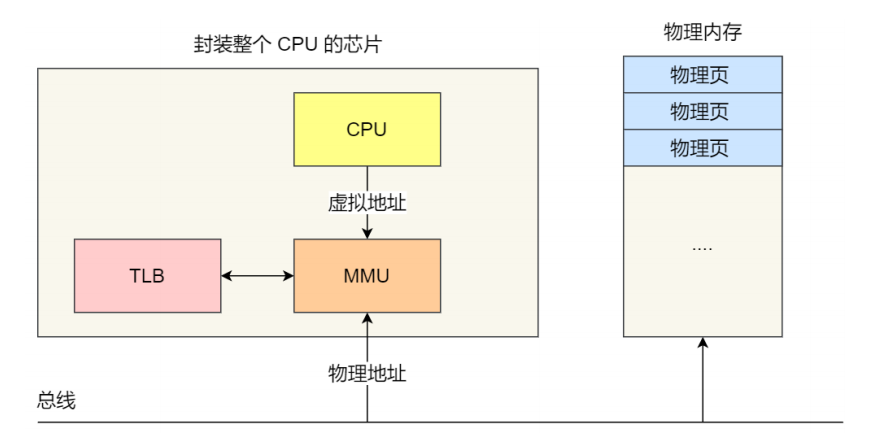 封装整个 CPU 的芯片
物理内存
物理页
物理页
物理页
CPU
虚拟地址
TLB
MMU
....
物理地址
总线